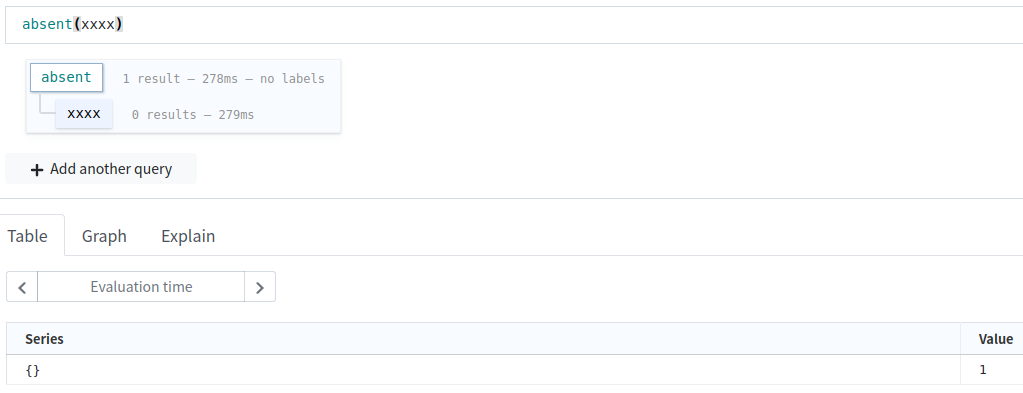 absent(xxxx)
absent 1 result – 278ms – no labels
xxxx 0 results – 279ms
Add another query
Table Graph Explain
Evaluation time
Series Value
{} 1